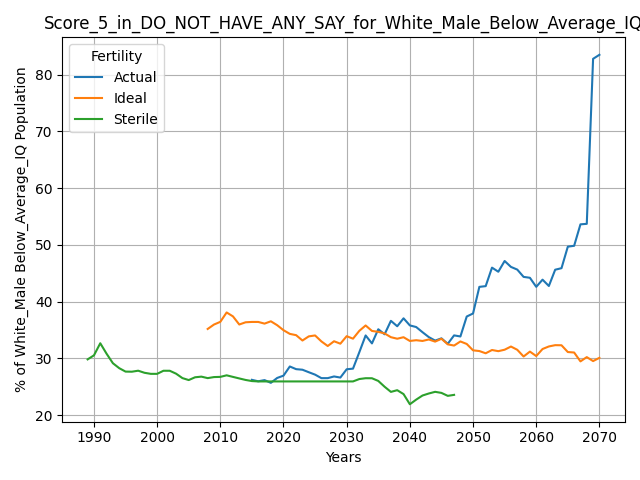 Score_5_in_DO_NOT_HAVE_ANY_SAY_for_White_Male_Below_Average_IQ
Fertility
Actual
Ideal
Sterile
% of White_Male Below_Average_IQ Population
80
70
60
50
40
30
20
1990 2000 2010 2020 2030 2040 2050 2060 2070
Years